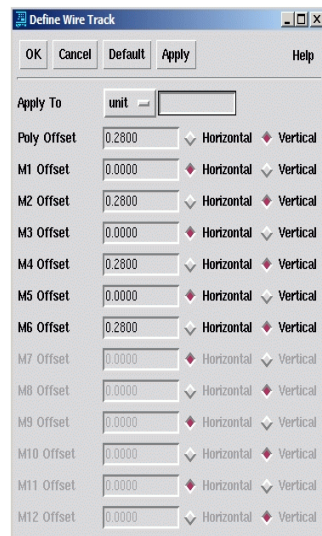 Define Wire Track
OK Cancel Default Apply Help
Apply To unit
Poly Offset 0.2800 Horizontal Vertical
M1 Offset 0.0000 Horizontal Vertical
M2 Offset 0.2800 Horizontal Vertical
M3 Offset 0.0000 Horizontal Vertical
M4 Offset 0.2800 Horizontal Vertical
M5 Offset 0.0000 Horizontal Vertical
M6 Offset 0.2800 Horizontal Vertical
M7 Offset 0.0000 Horizontal Vertical
M8 Offset 0.0000 Horizontal Vertical
M9 Offset 0.0000 Horizontal Vertical
M10 Offset 0.0000 Horizontal Vertical
M11 Offset 0.0000 Horizontal Vertical
M12 Offset 0.0000 Horizontal Vertical